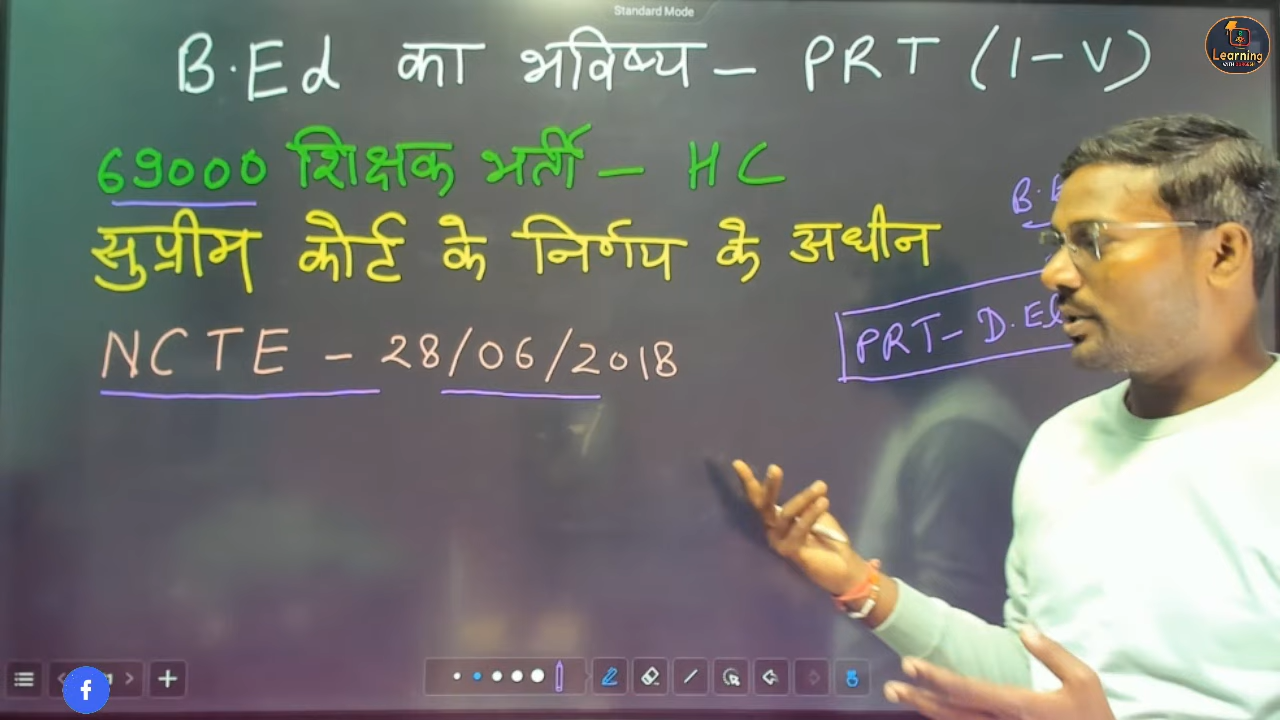 Standard Mode
B.Ed का भविष्य – PRT (I-V)
Learning
69000 शिक्षक भर्ती – HC
सुप्रीम कोर्ट के निर्णय के अधीन
NCTE – 28/06/2018
PRT-